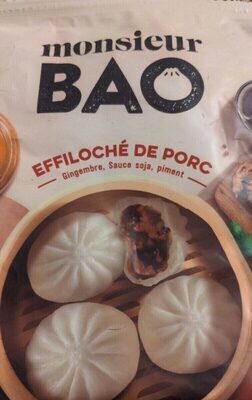 monsieur
BAO
EFFILOCHÉ DE PORC
Gingembre, Sauce soja, piment